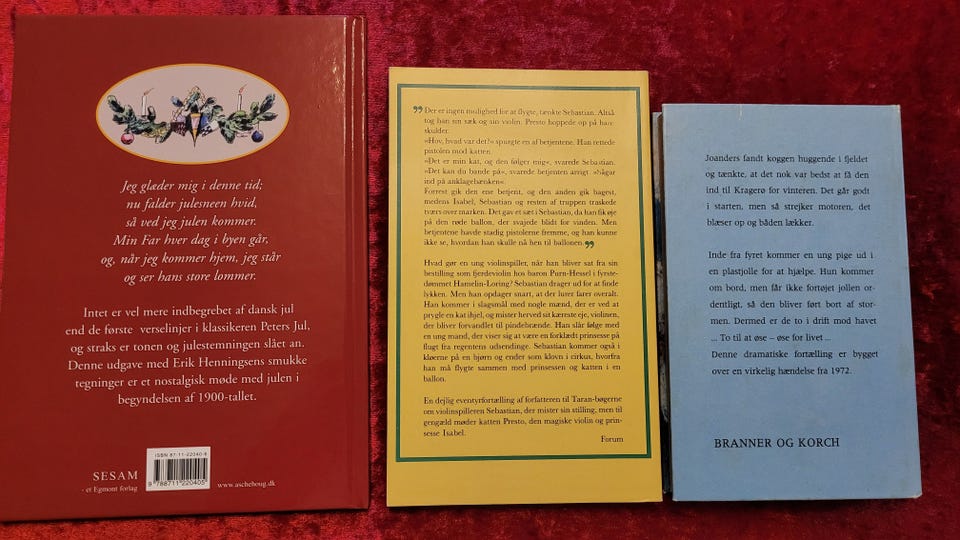 Jeg glæder mig i denne tid;
nu falder julesneen hvid,
så ved jeg julen kommer.
Min Far hver dag i byen går,
og, når jeg kommer hjem, jeg står
og ser hans store lommer.
Intet er vel mere indbegrebet af dansk jul
end de første verselinjer i klassikeren Peters Jul,
og straks er tonen og julestemningen slået an.
Denne udgave med Erik Henningsens smukke
tegninger er et nostalgisk møde med julen i
begyndelsen af 1900-tallet.
SESAM
- et Egmont forlag
ISBN 87-11-22040-6
9 788711 220405
www.aschehoug.dk
”Der er ingen mulighed for at flygte, tænkte Sebastian. Altså
tog han sin sæk og sin violin. Presto hoppede op på hans
skulder.
»Hov, hvad var det?« spurgte en af betjentene. Han rettede
pistolen mod katten.
»Det er min kat, og den følger mig«, svarede Sebastian.
»Det kan du bande på«, svarede betjenten arrigt »når
ind på anklagebænken«.
Forrest gik den ene betjent, og den anden gik bagest,
medens Isabel, Sebastian og resten af truppen traskede
tværs over marken. Det gav et sæt i Sebastian, da han fik øje
på den røde ballon, der svajede blidt for vinden. Men
betjentene havde stadig pistolerne fremme, og han kunne
ikke se, hvordan han skulle nå hen til ballonen.”
Hvad gør en ung violinspiller, når han bliver sat fra sin
bestilling som fjerdeviolin hos baron Purn-Hessel i fyrste-
dømmet Hamelin-Loring? Sebastian drager ud for at finde
lykken. Men han opdager snart, at der lurer farer overalt.
Han kommer i slagsmål med nogle mænd, der er ved at
prygle en kat ihjel, og mister herved sit kæreste eje, violinen,
der bliver forvandlet til pindebrænde. Han slår følge med
en ung mand, der viser sig at være en forklædt prinsesse på
flugt fra regentens udsendinge. Sebastian kommer også i
kløerne på en bjørn og ender som klovn i cirkus, hvorfra
han må flygte sammen med prinsessen og katten i en
ballon.
En dejlig eventyrfortælling af forfatteren til Taran-bøgerne
om violinspilleren Sebastian, der mister sin stilling, men til
gengæld møder katten Presto, den magiske violin og prin-
sesse Isabel.
Forum
Joanders fandt koggen huggende i fjeldet
og tænkte, at det nok var bedst at få den
ind til Kragerø for vinteren. Det går godt
i starten, men så strejker motoren, det
blæser op og båden lækker.
Inde fra fyret kommer en ung pige ud i
en plastjolle for at hjælpe. Hun kommer
om bord, men får ikke fortøjet jollen or-
dentligt, så den bliver ført bort af stor-
men. Dermed er de to i drift mod havet
... To til at øse – øse for livet ...
Denne dramatiske fortælling er bygget
over en virkelig hændelse fra 1972.
BRANNER OG KORCH